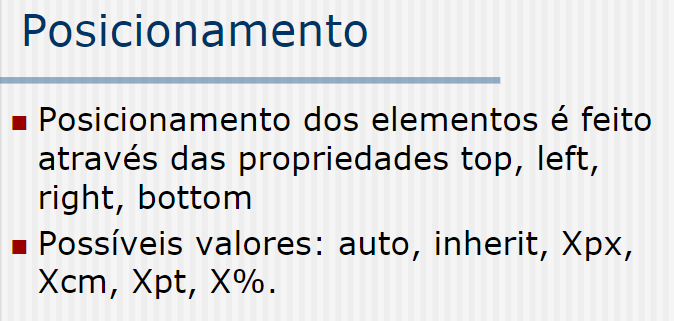 Posicionamento
Posicionamento dos elementos é feito
através das propriedades top, left,
right, bottom
Possíveis valores: auto, inherit, Xpx,
Xcm, Xpt, X%.